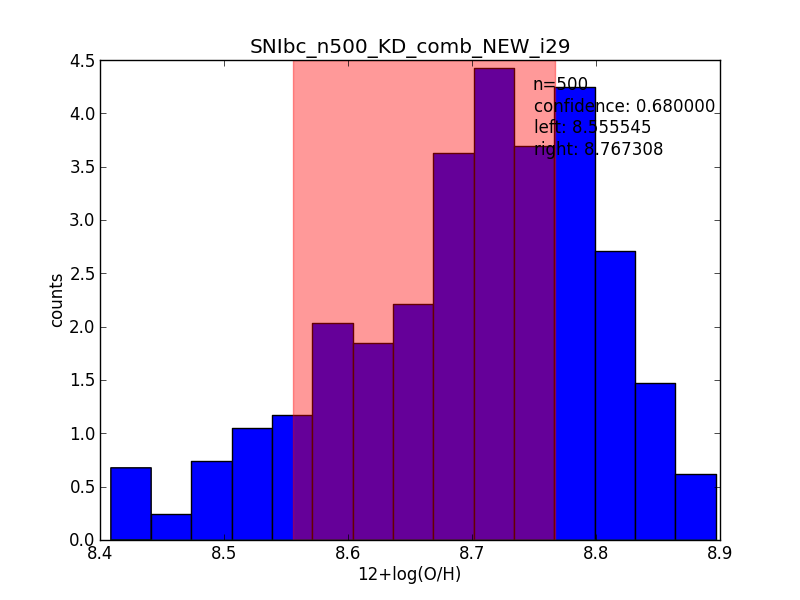 SNIbc_n500_KD_comb_NEW_i29
4.5
4.0
3.5
3.0
2.5
2.0
1.5
1.0
0.5
0.0
counts
n=500
confidence: 0.680000
left: 8.555545
right: 8.767308
8.4 8.5 8.6 8.7 8.8 8.9
12+log(O/H)